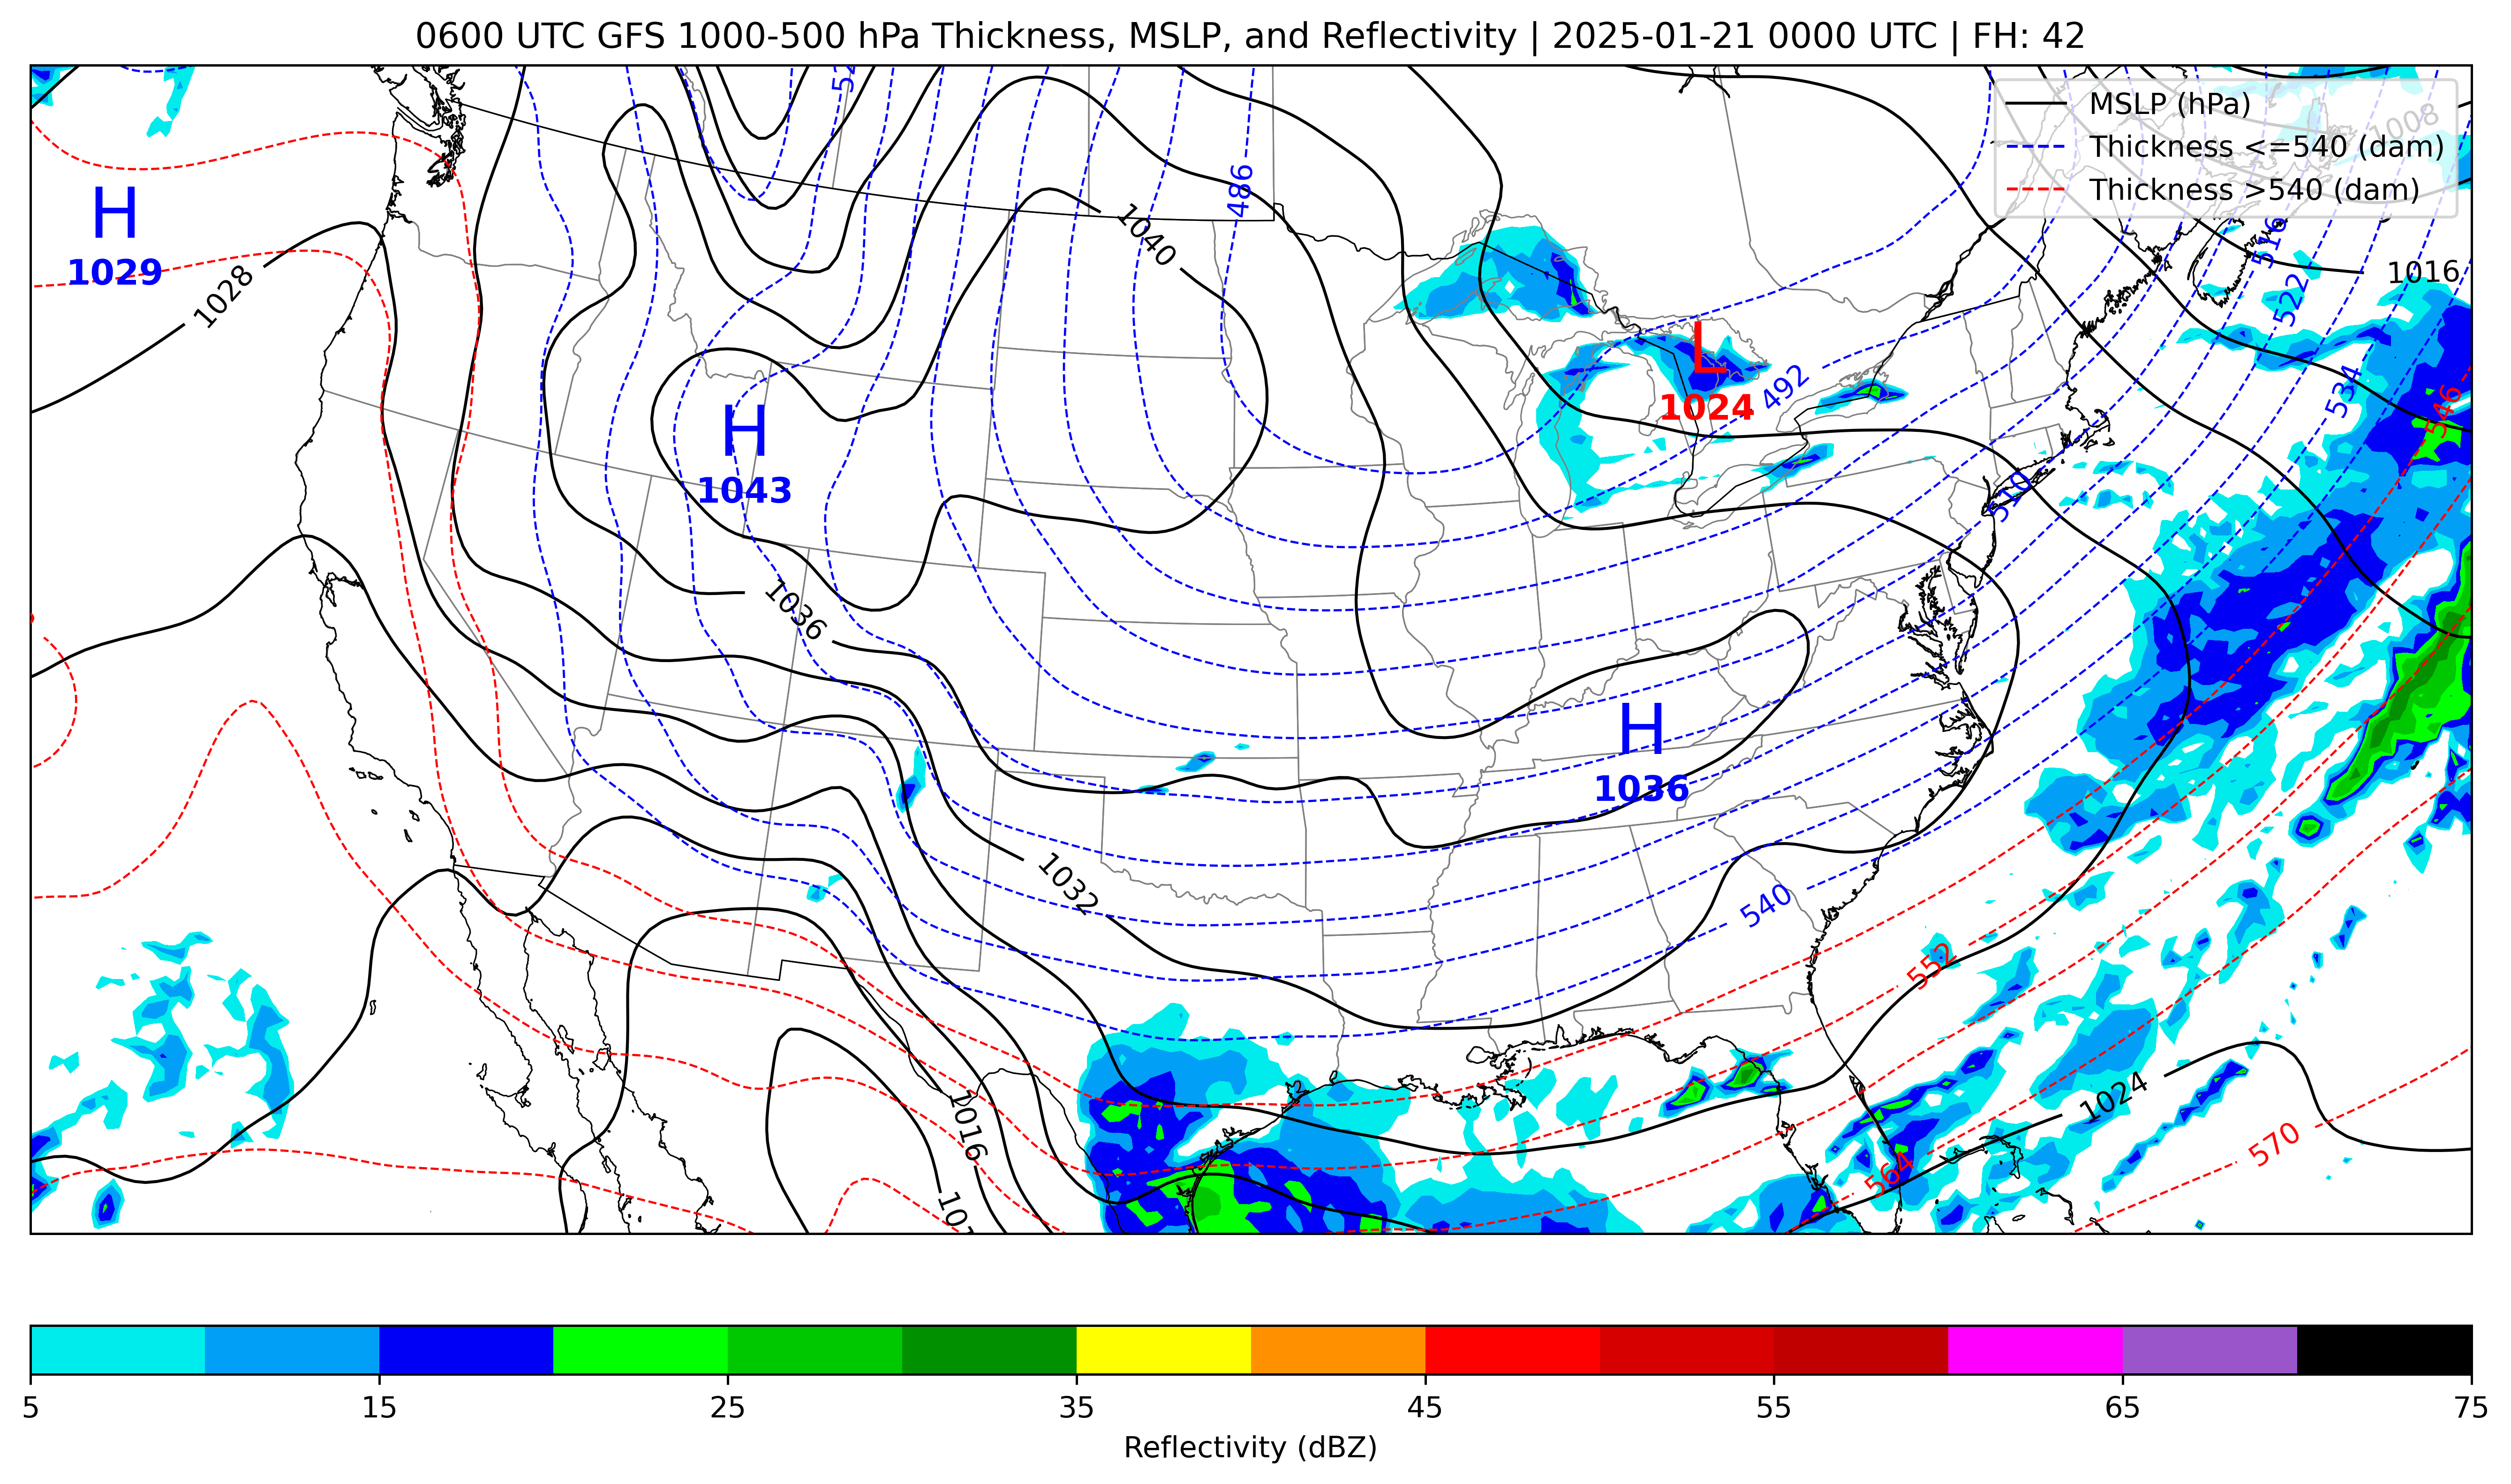 0600 UTC GFS 1000-500 hPa Thickness, MSLP, and Reflectivity | 2025-01-21 0000 UTC | FH: 42
MSLP (hPa)
Thickness <=540 (dam)
Thickness >540 (dam)
1008
486
H
1029
1028
1040
516
1016
522
L
1024
492
534
546
H
1043
510
1036
H
1036
1032
540
552
1016
1024
570
564
5 15 25 35 45 55 65 75
Reflectivity (dBZ)